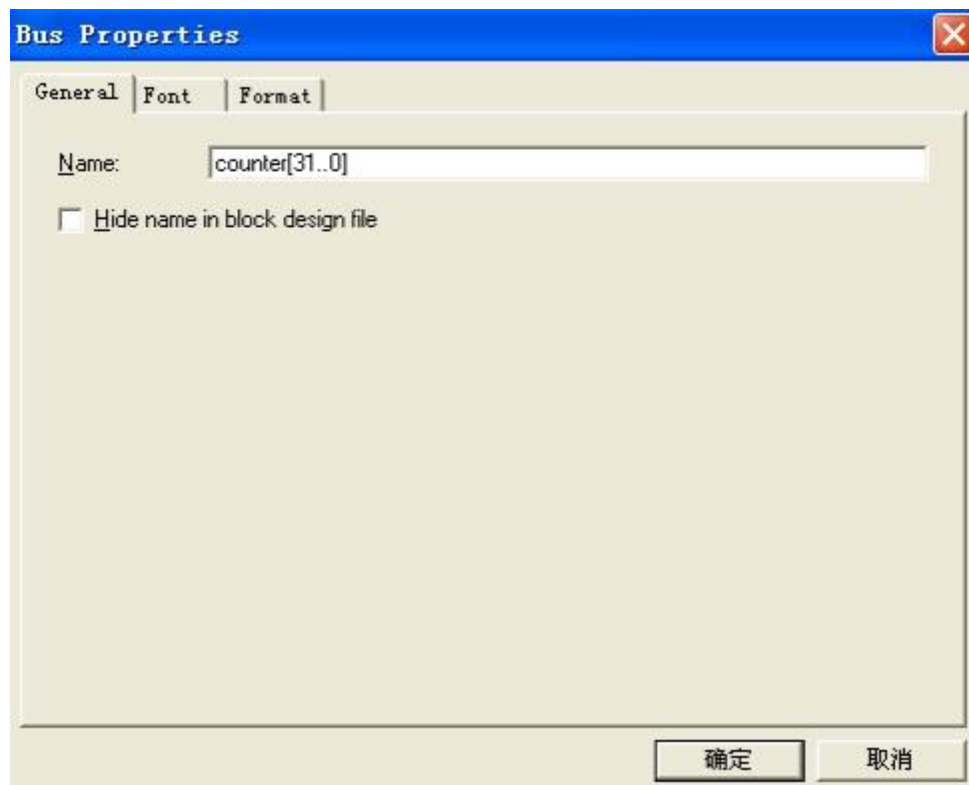 Bus Properties
General Font Format
Name: counter[31..0]
Hide name in block design file
确定 取消